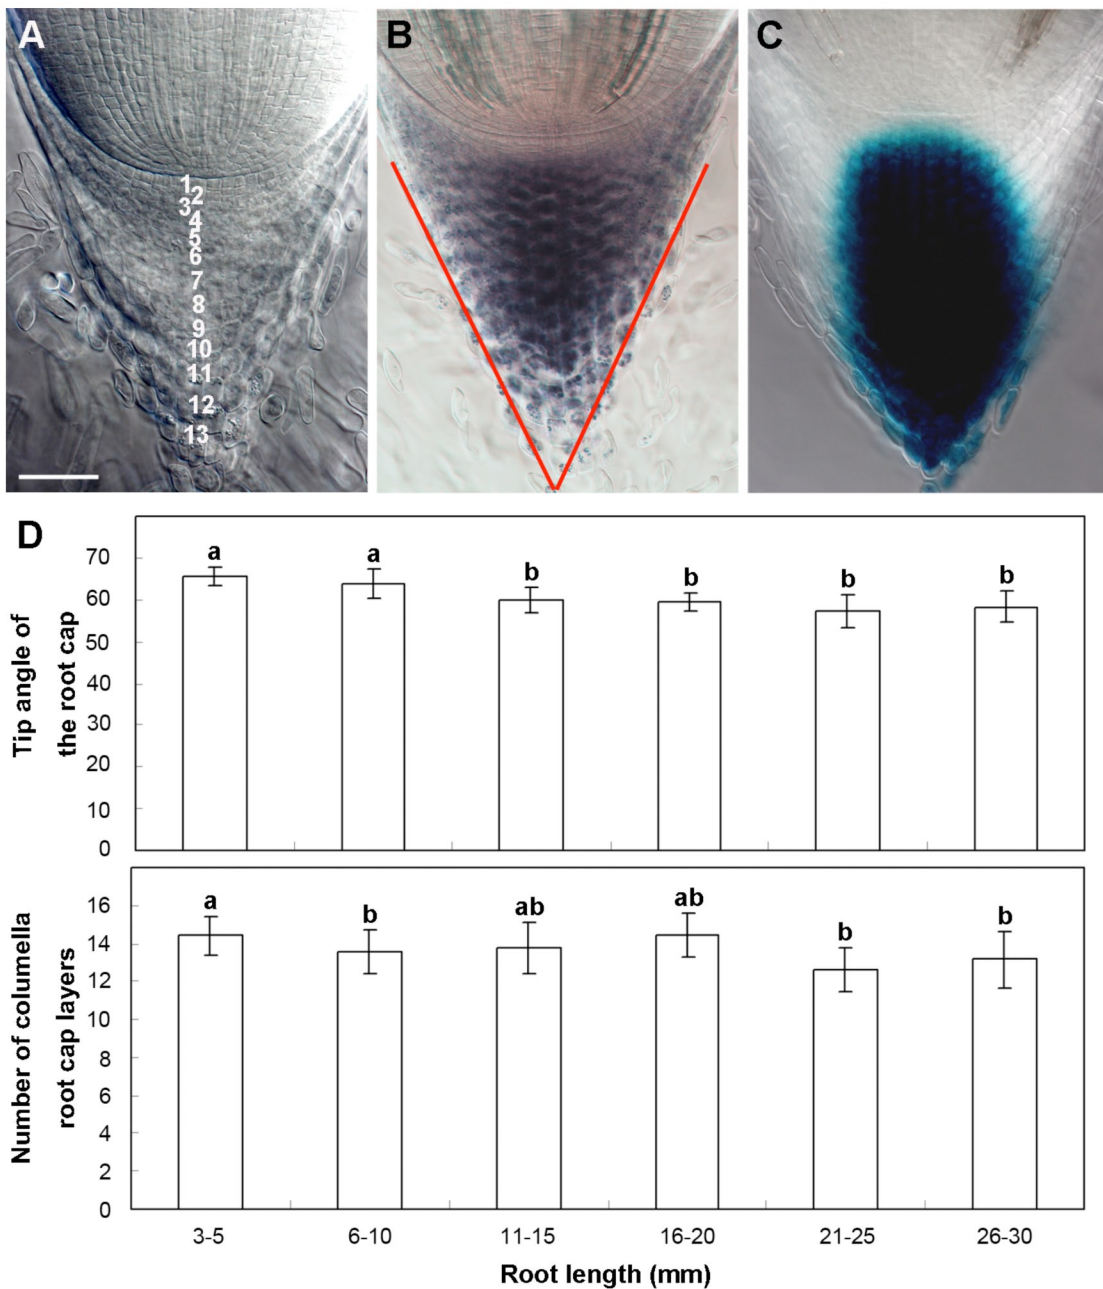 A
B
C
1
2
3
4
5
6
7
8
9
10
11
12
13
D
Tip angle of
the root cap
70
60
50
40
30
20
10
0
a
a
b
b
b
b
Number of columella
root cap layers
16
14
12
10
8
6
4
2
0
a
b
ab
ab
b
b
3-5
6-10
11-15
16-20
21-25
26-30
Root length (mm)